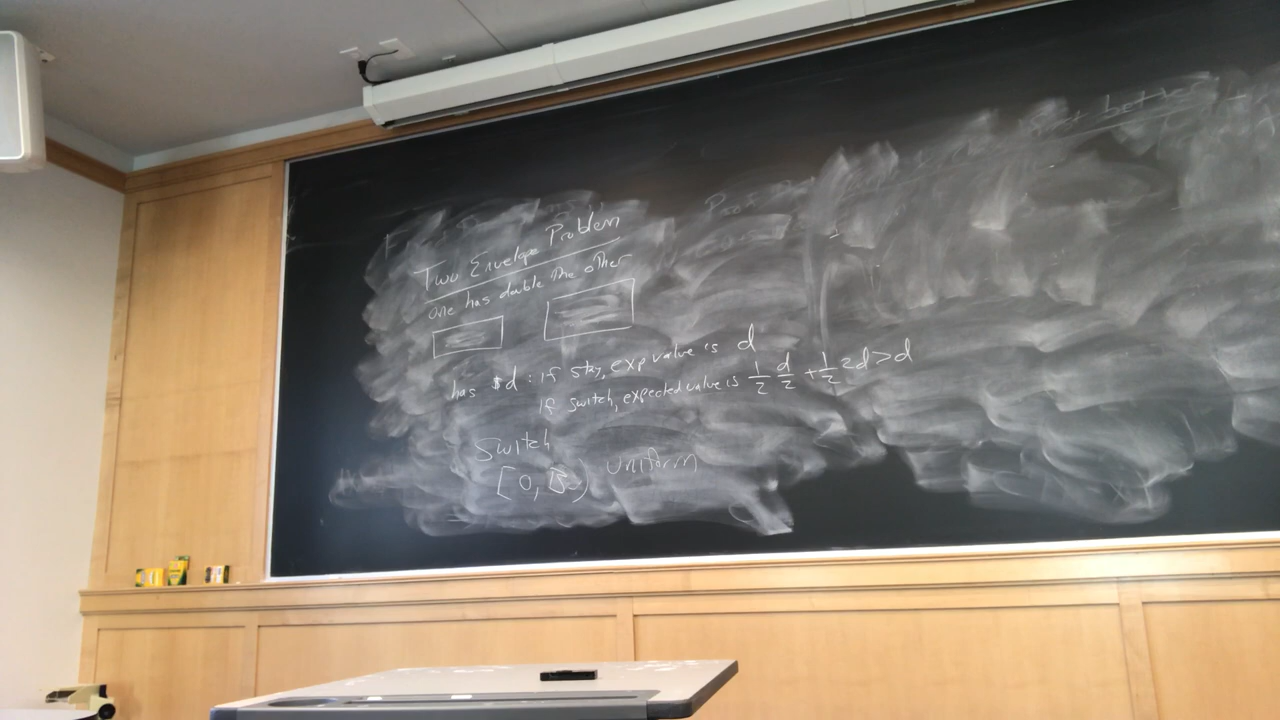 Two Envelope Problem
one has double the other
has $d: if stay, exp value is d
if switch, expected value is 1/2 d/2 + 1/2 2d > d
Switch
[0, ∞) uniform
better